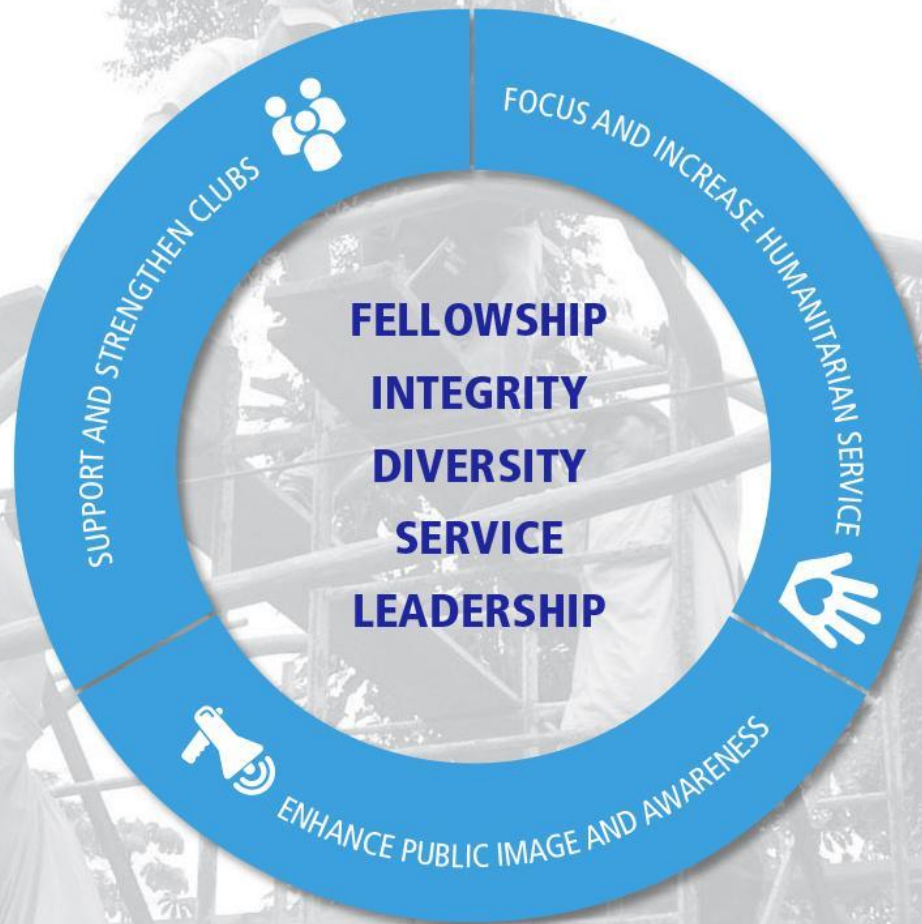 SUPPORT AND STRENGTHEN CLUBS
FOCUS AND INCREASE HUMANITARIAN SERVICE
FELLOWSHIP
INTEGRITY
DIVERSITY
SERVICE
LEADERSHIP
ENHANCE PUBLIC IMAGE AND AWARENESS